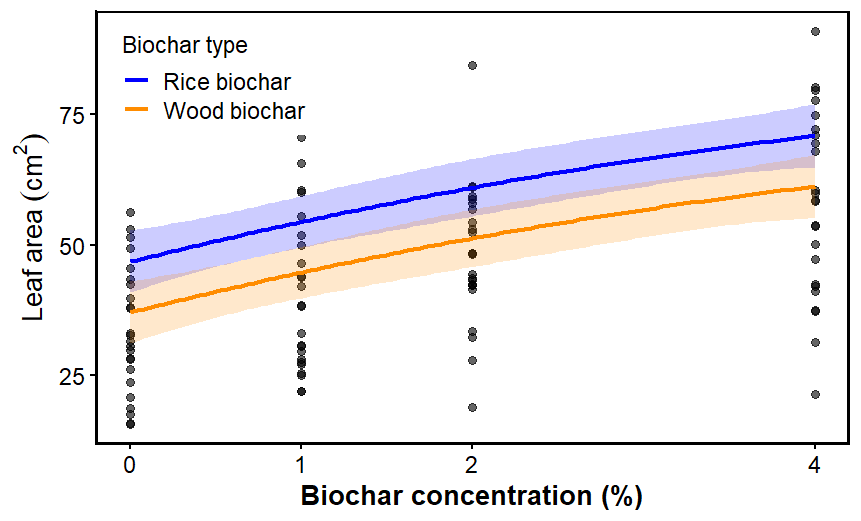 Biochar type
Rice biochar
Wood biochar
Leaf area (cm²)
75
50
25
0 1 2 4
Biochar concentration (%)